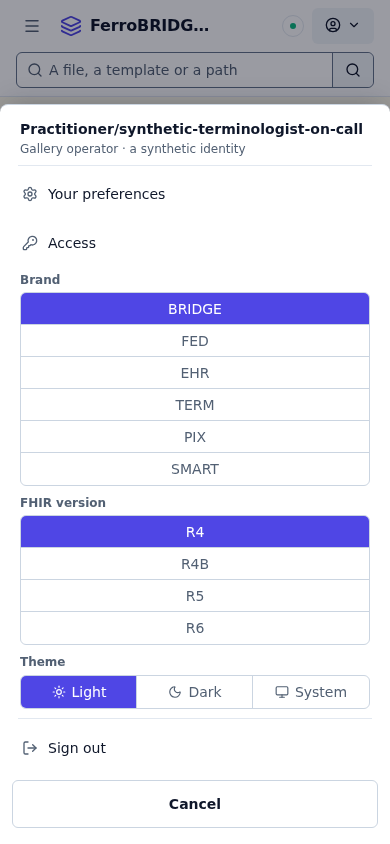 FerroBRIDG...
A file, a template or a path
Practitioner/synthetic-terminologist-on-call
Gallery operator · a synthetic identity
Your preferences
Access
Brand
BRIDGE
FED
EHR
TERM
PIX
SMART
FHIR version
R4
R4B
R5
R6
Theme
Light Dark System
Sign out
Cancel